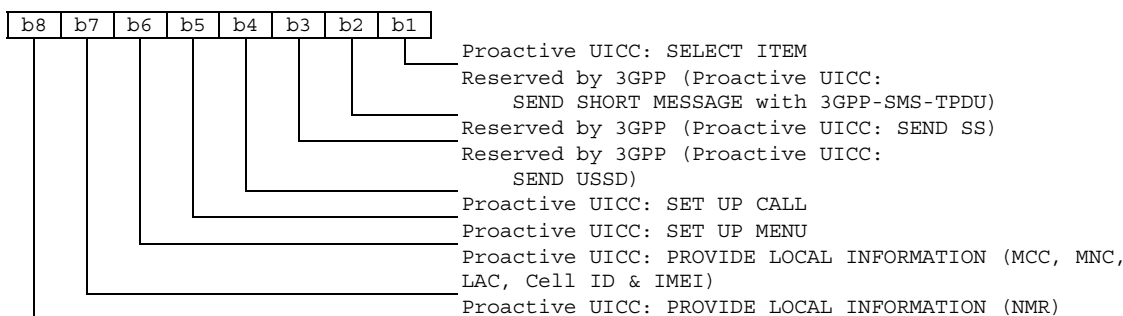 b8 b7 b6 b5 b4 b3 b2 b1
Proactive UICC: SELECT ITEM
Reserved by 3GPP (Proactive UICC:
SEND SHORT MESSAGE with 3GPP-SMS-TPDU)
Reserved by 3GPP (Proactive UICC: SEND SS)
Reserved by 3GPP (Proactive UICC:
SEND USSD)
Proactive UICC: SET UP CALL
Proactive UICC: SET UP MENU
Proactive UICC: PROVIDE LOCAL INFORMATION (MCC, MNC,
LAC, Cell ID & IMEI)
Proactive UICC: PROVIDE LOCAL INFORMATION (NMR)